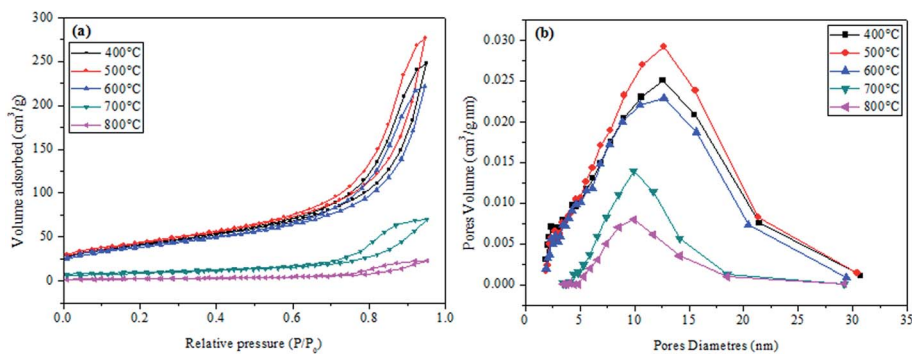 (a)
400°C
500°C
600°C
700°C
800°C
Volume adsorbed (cm³/g)
300
250
200
150
100
50
0
0.0 0.2 0.4 0.6 0.8 1.0
Relative pressure (P/P₀)
(b)
400°C
500°C
600°C
700°C
800°C
Pores Volume (cm³/g.nm)
0.030
0.025
0.020
0.015
0.010
0.005
0.000
0 5 10 15 20 25 30 35
Pores Diametres (nm)